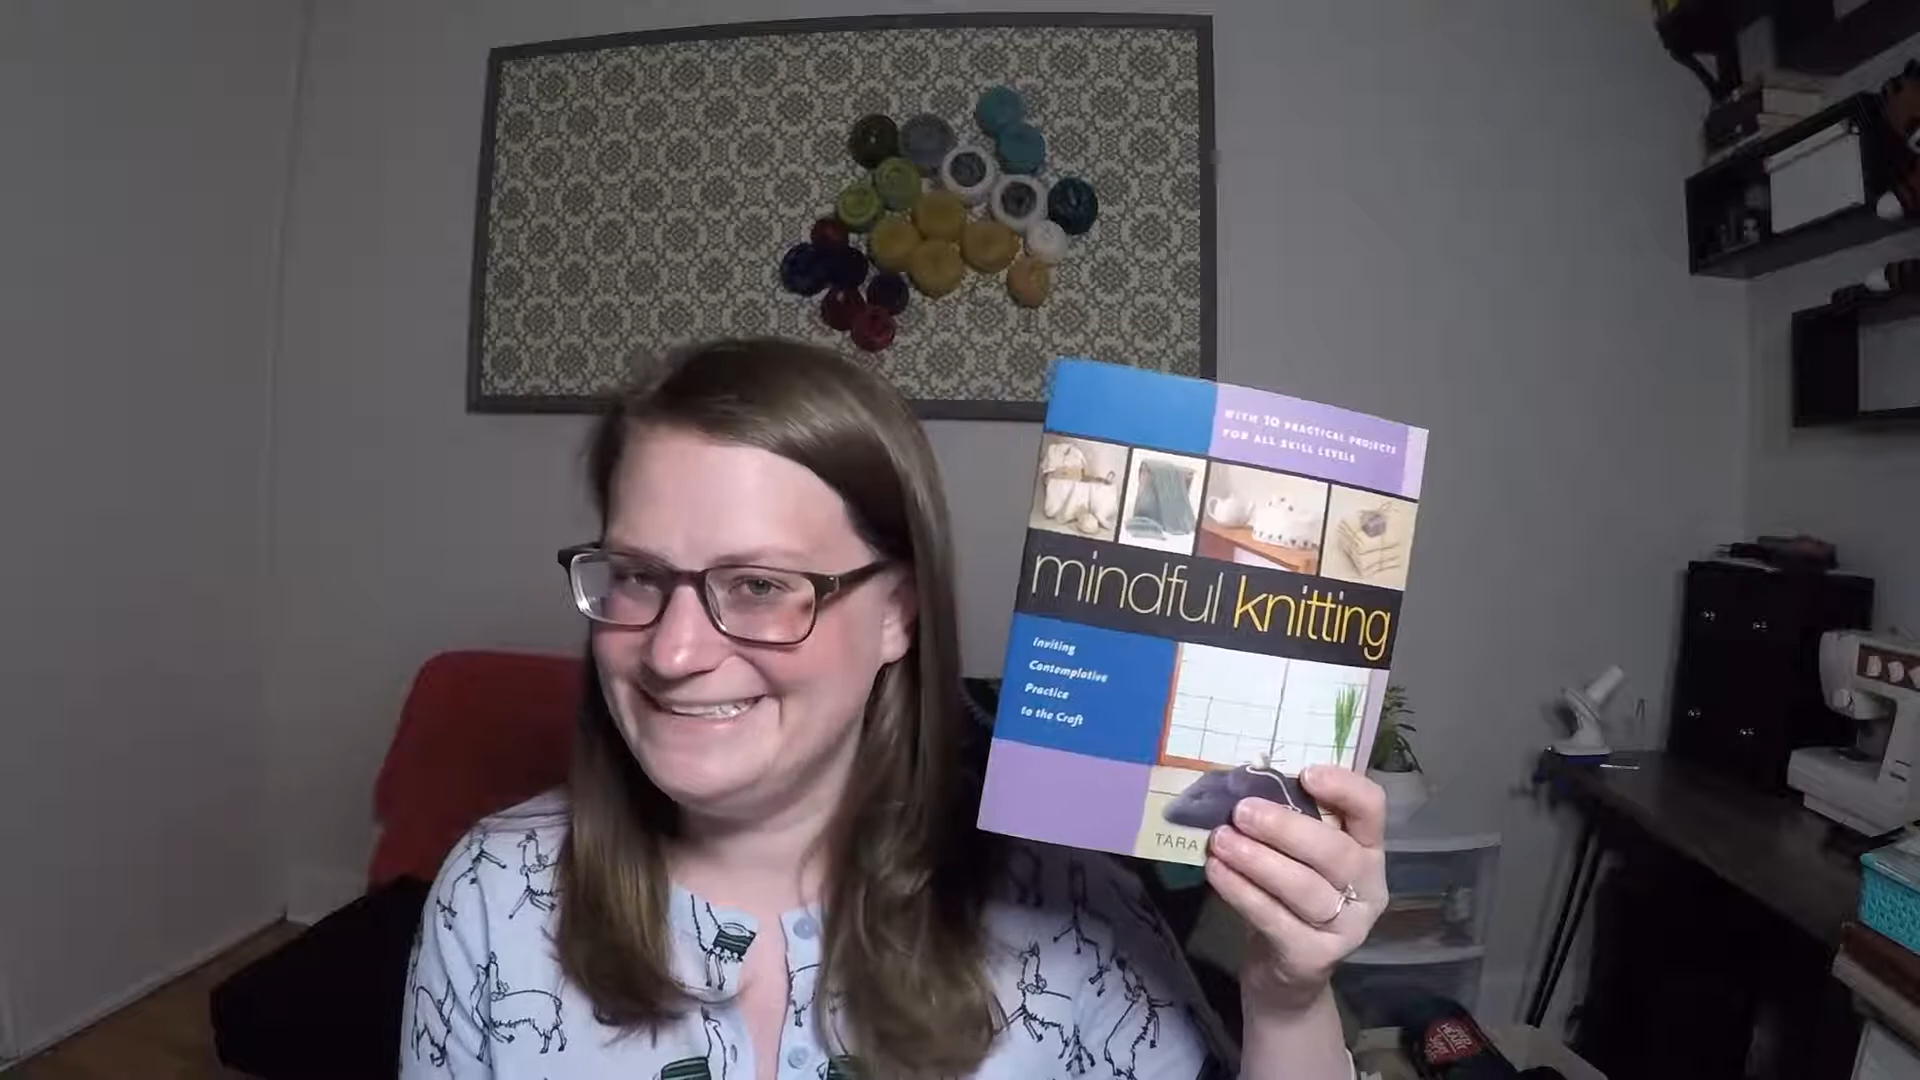 WITH 10 PRACTICAL PROJECTS
FOR ALL SKILL LEVELS
mindful knitting
Inviting
Contemplative
Practice
to the Craft
TARA